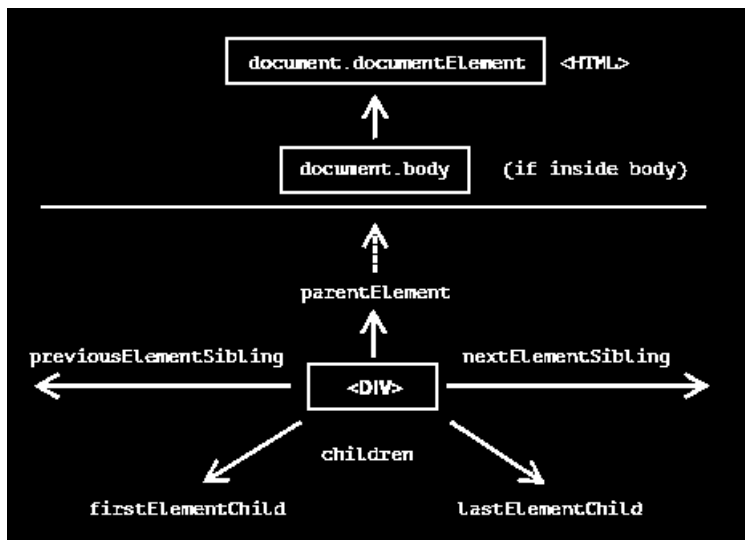 document.documentElement <HTML>
document.body (if inside body)
parentElement
previousElementSibling nextElementSibling
<DIV>
children
firstElementChild lastElementChild